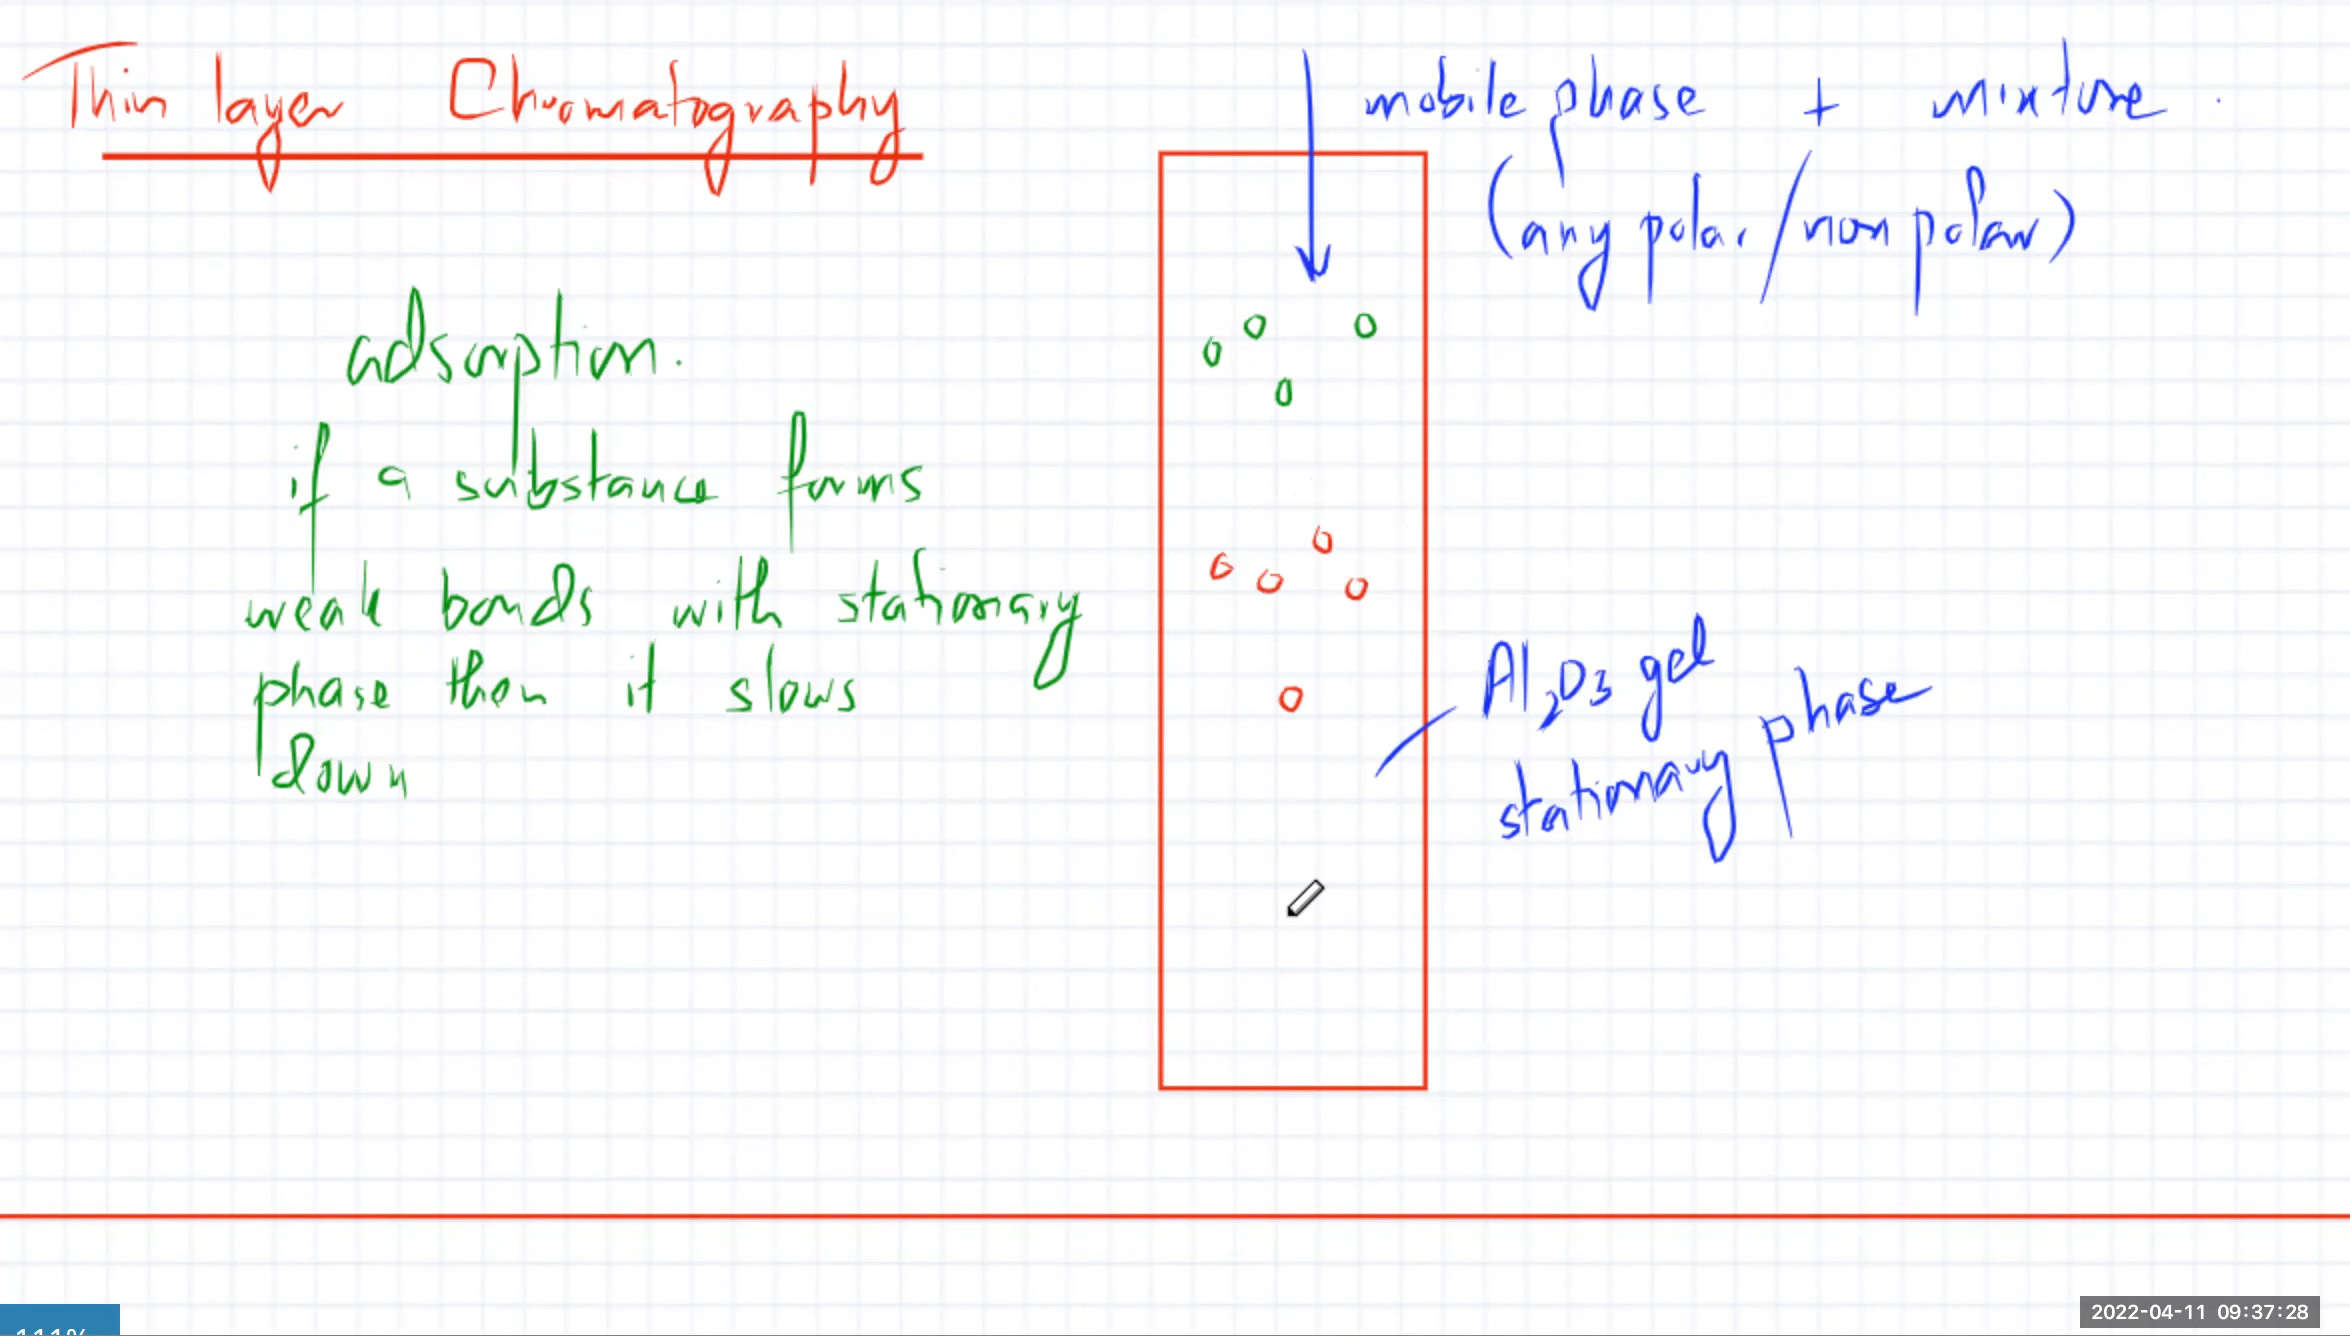 Thin layer Chromatography
mobile phase + mixture.
(any polar/non polar)
adsorption.
if a substance forms
weak bonds with stationary
phase then it slows
down
Al₂O₃ gel
stationary phase
2022-04-11 09:37:28